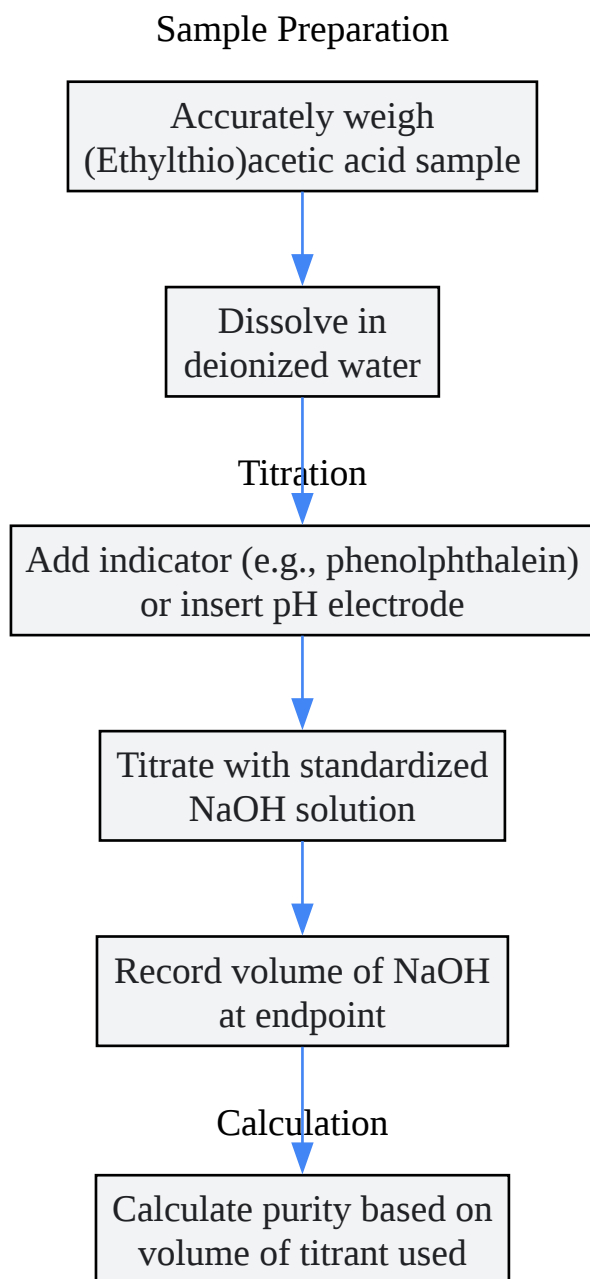 Sample Preparation
Accurately weigh
(Ethylthio)acetic acid sample
Dissolve in
deionized water
Titration
Add indicator (e.g., phenolphthalein)
or insert pH electrode
Titrate with standardized
NaOH solution
Record volume of NaOH
at endpoint
Calculation
Calculate purity based on
volume of titrant used